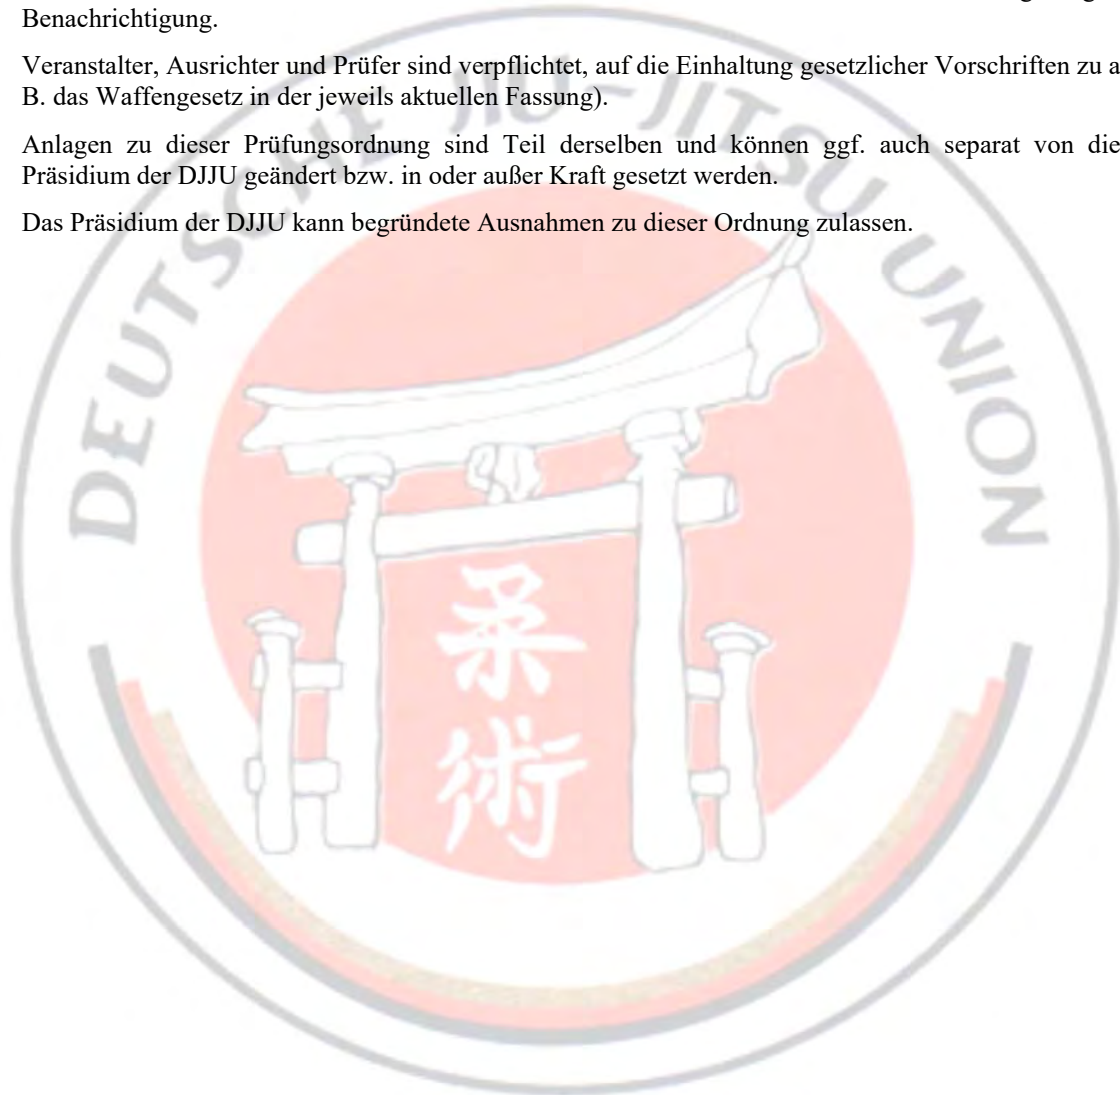 Benachrichtigung.
Veranstalter, Ausrichter und Prüfer sind verpflichtet, auf die Einhaltung gesetzlicher Vorschriften zu
B. das Waffengesetz in der jeweils aktuellen Fassung).
Anlagen zu dieser Prüfungsordnung sind Teil derselben und können ggf. auch separat von
Präsidium der DJJU geändert bzw. in oder außer Kraft gesetzt werden.
Das Präsidium der DJJU kann begründete Ausnahmen zu dieser Ordnung zulassen.
DEUTSCHE JIU-JITSU UNION
柔
術